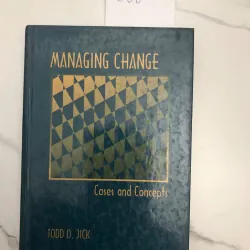 MANAGING CHANGE
Cases and Concepts
TODD D. JICK